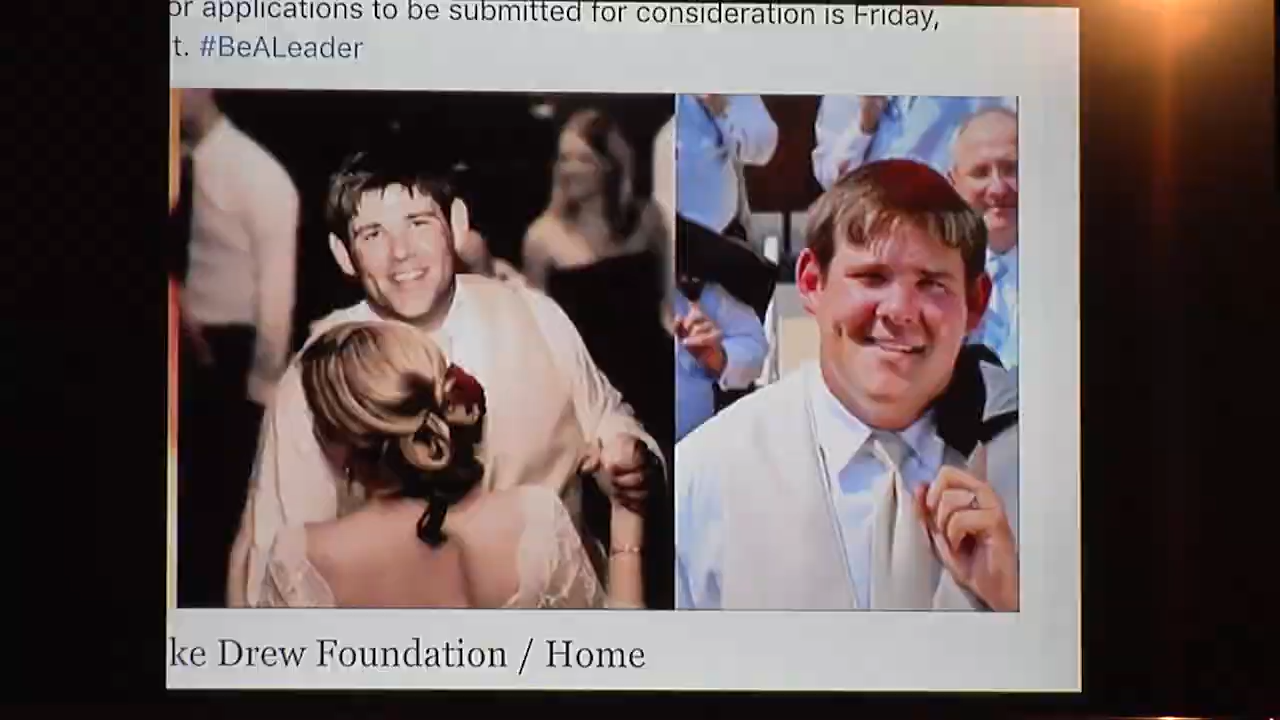 or applications to be submitted for consideration is Friday,
t. #BeALeader
ke Drew Foundation / Home